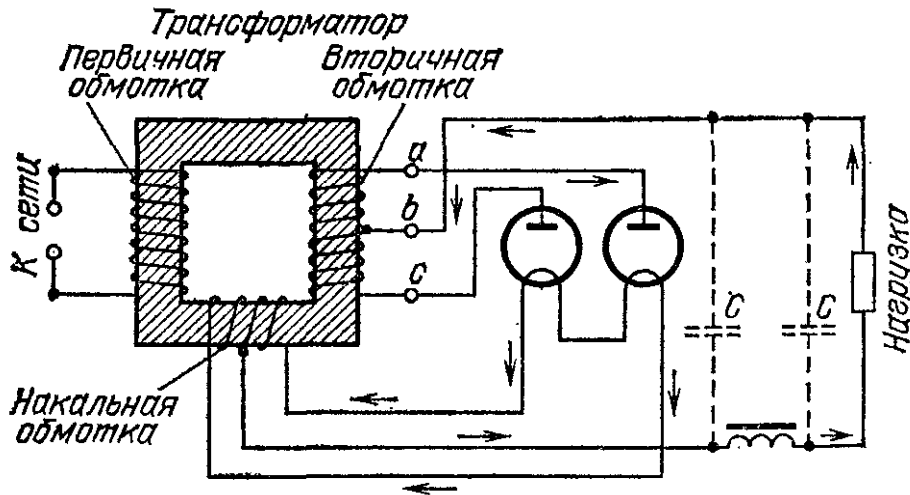 Трансформатор
Первичная
обмотка
Вторичная
обмотка
К сети
a
b
c
C
C
Нагрузка
Накальная
обмотка